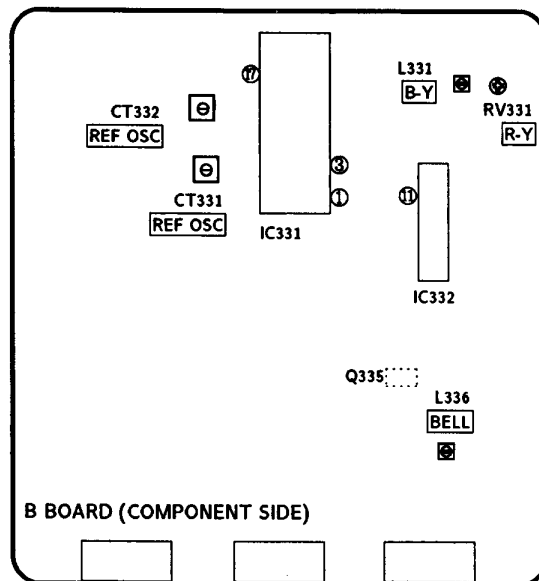 CT332
REF OSC
CT331
REF OSC
17
3
1
IC331
L331
B-Y
RV331
R-Y
11
IC332
Q335
L336
BELL
B BOARD (COMPONENT SIDE)